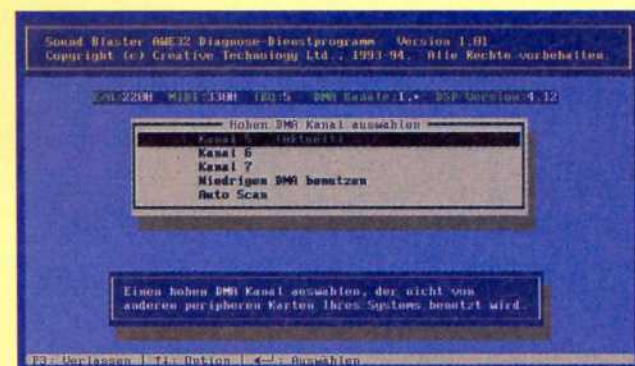 Sound Blaster AWE32 Diagnose-Dienstprogramm Version 1.01
Copyright (c) Creative Technology Ltd., 1993-94. Alle Rechte vorbehalten.
E/A:220H MIDI:330H IRQ:5 DMA Kanäle:1,* DSP Version:4.12
Hohen DMA Kanal auswählen
Kanal 5 (aktuell)
Kanal 6
Kanal 7
Niedrigen DMA benutzen
Auto Scan
Einen hohen DMA Kanal auswählen, der nicht von
anderen peripheren Karten Ihres Systems benutzt wird.
F3: Verlassen | ↑↓: Option | ←┘: Auswählen